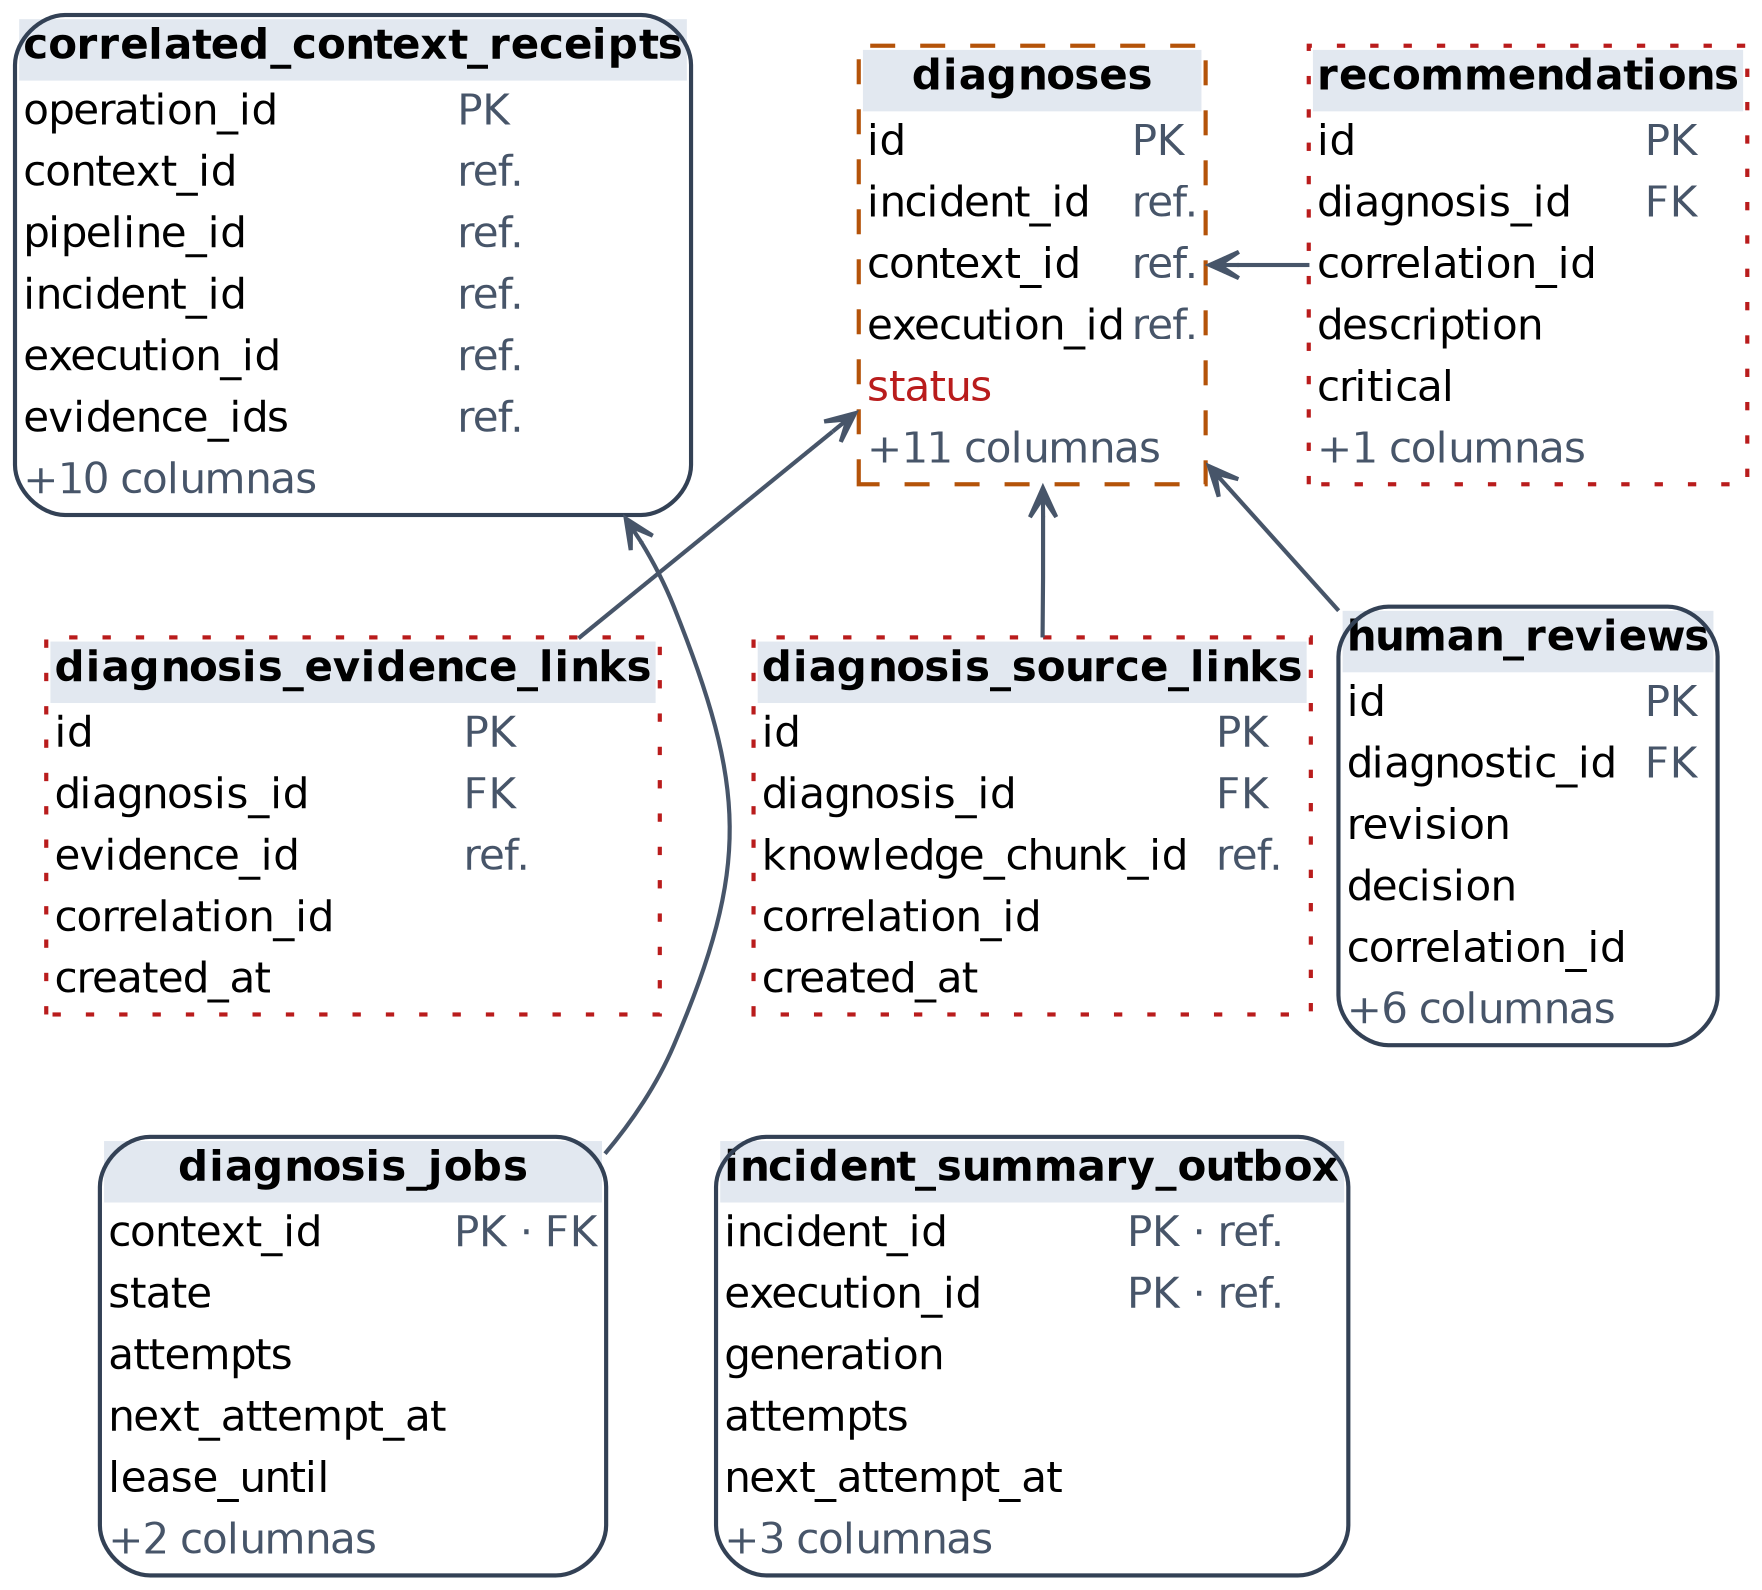 correlated_context_receipts
operation_id PK
context_id ref.
pipeline_id ref.
incident_id ref.
execution_id ref.
evidence_ids ref.
+10 columnas
diagnoses
id PK
incident_id ref.
context_id ref.
execution_id ref.
status
+11 columnas
recommendations
id PK
diagnosis_id FK
correlation_id
description
critical
+1 columnas
diagnosis_evidence_links
id PK
diagnosis_id FK
evidence_id ref.
correlation_id
created_at
diagnosis_source_links
id PK
diagnosis_id FK
knowledge_chunk_id ref.
correlation_id
created_at
human_reviews
id PK
diagnostic_id FK
revision
decision
correlation_id
+6 columnas
diagnosis_jobs
context_id PK · FK
state
attempts
next_attempt_at
lease_until
+2 columnas
incident_summary_outbox
incident_id PK · ref.
execution_id PK · ref.
generation
attempts
next_attempt_at
+3 columnas